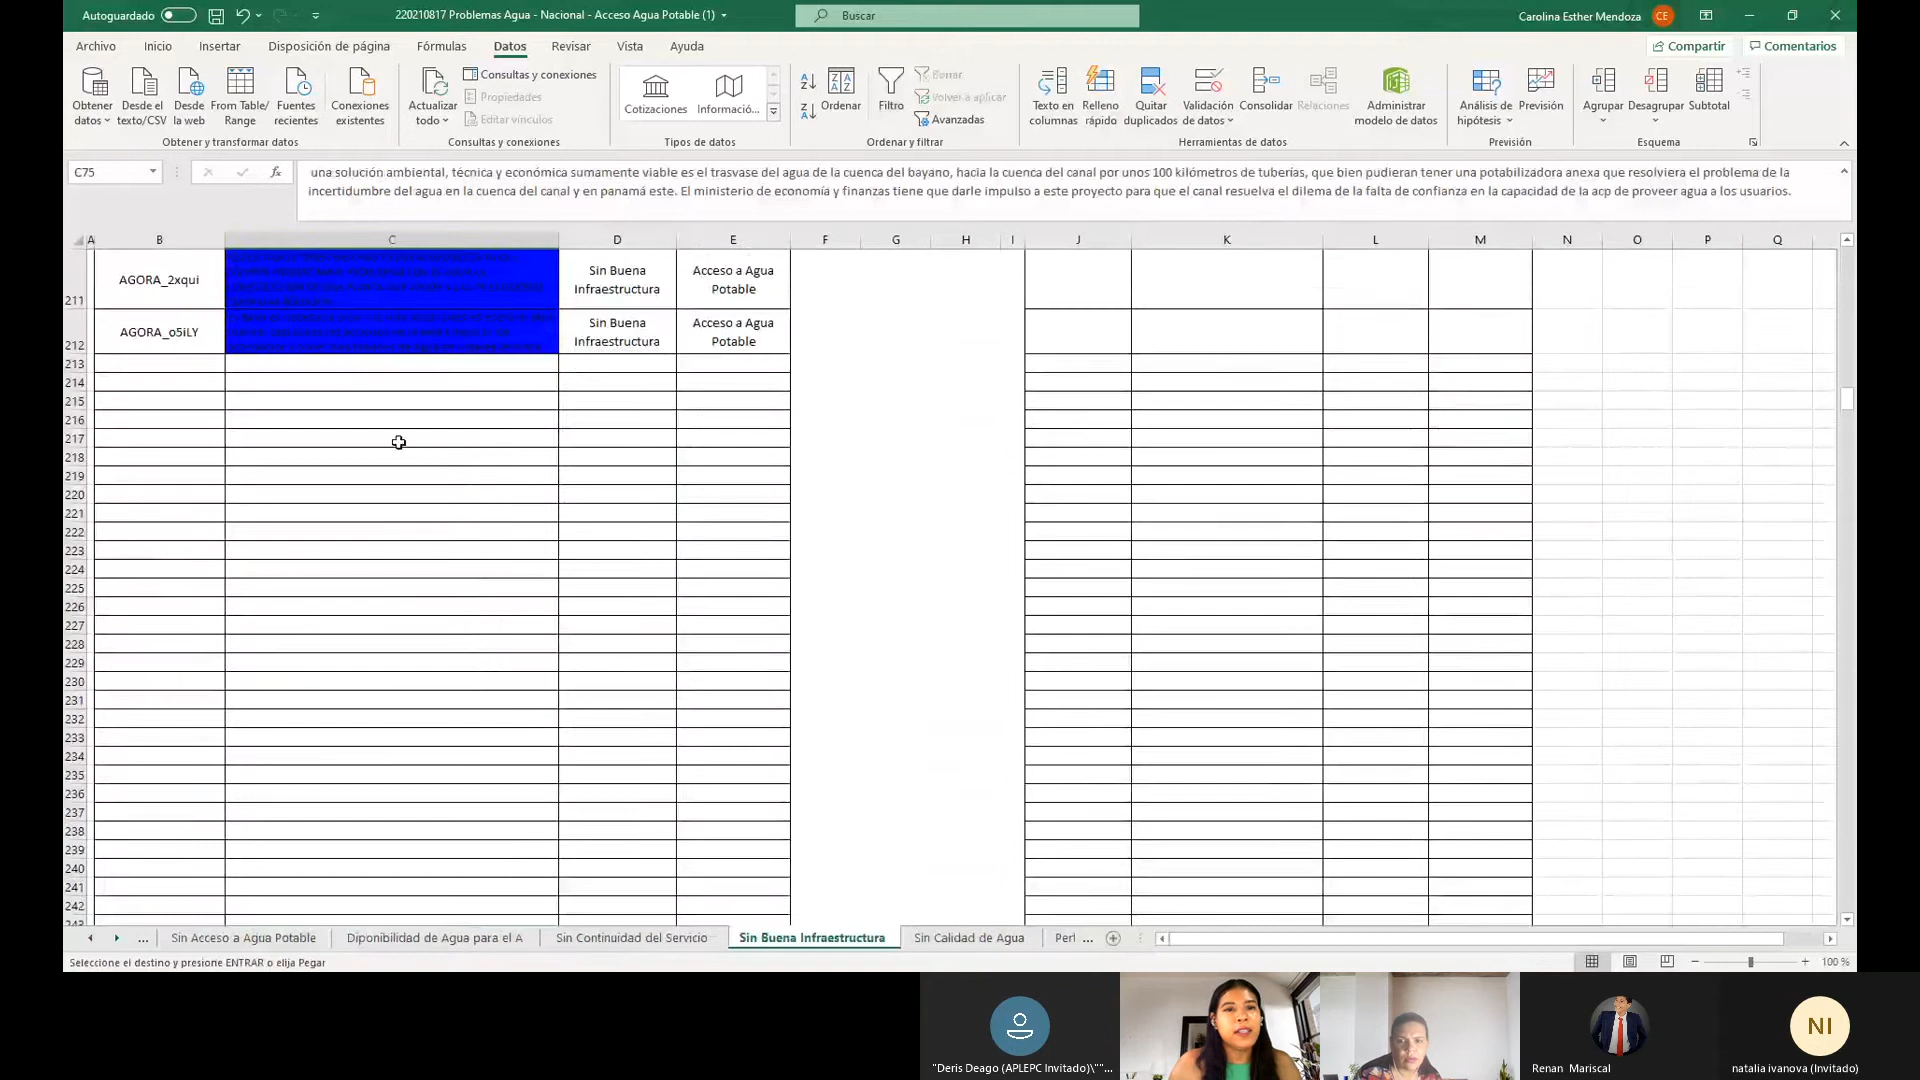 Autoguardado
220210817 Problemas Agua - Nacional - Acceso Agua Potable (1)
Buscar
Carolina Esther Mendoza
CE
Archivo
Inicio
Insertar
Disposición de página
Fórmulas
Datos
Revisar
Vista
Ayuda
Compartir
Comentarios
Obtener datos
Desde el texto/CSV
Desde la web
From Table/ Range
Fuentes recientes
Conexiones existentes
Obtener y transformar datos
Actualizar todo
Consultas y conexiones
Propiedades
Editar vínculos
Consultas y conexiones
Cotizaciones
Informació...
Tipos de datos
Ordenar
Filtro
Borrar
Volver a aplicar
Avanzadas
Ordenar y filtrar
Texto en columnas
Relleno rápido
Quitar duplicados
Validación de datos
Consolidar
Relaciones
Administrar modelo de datos
Herramientas de datos
Análisis de hipótesis
Previsión
Previsión
Agrupar
Desagrupar
Subtotal
Esquema
C75
fx
una solución ambiental, técnica y económica sumamente viable es el trasvase del agua de la cuenca del bayano, hacia la cuenca del canal por unos 100 kilómetros de tuberías, que bien pudieran tener una potabilizadora anexa que resolviera el problema de la
incertidumbre del agua en la cuenca del canal y en panamá este. El ministerio de economía y finanzas tiene que darle impulso a este proyecto para que el canal resuelva el dilema de la falta de confianza en la capacidad de la acp de proveer agua a los usuarios.
A B C D E F G H I J K L M N O P Q
211 AGORA_2xqui Sin Buena Infraestructura Acceso a Agua Potable
212 AGORA_o5iLY Sin Buena Infraestructura Acceso a Agua Potable
213
214
215
216
217
218
219
220
221
222
223
224
225
226
227
228
229
230
231
232
233
234
235
236
237
238
239
240
241
242
243
...
Sin Acceso a Agua Potable
Diponibilidad de Agua para el A
Sin Continuidad del Servicio
Sin Buena Infraestructura
Sin Calidad de Agua
Perl ...
Seleccione el destino y presione ENTRAR o elija Pegar
100 %
NI
"Deris Deago (APLEPC Invitado)\""...
Renan Mariscal
natalia ivanova (Invitado)